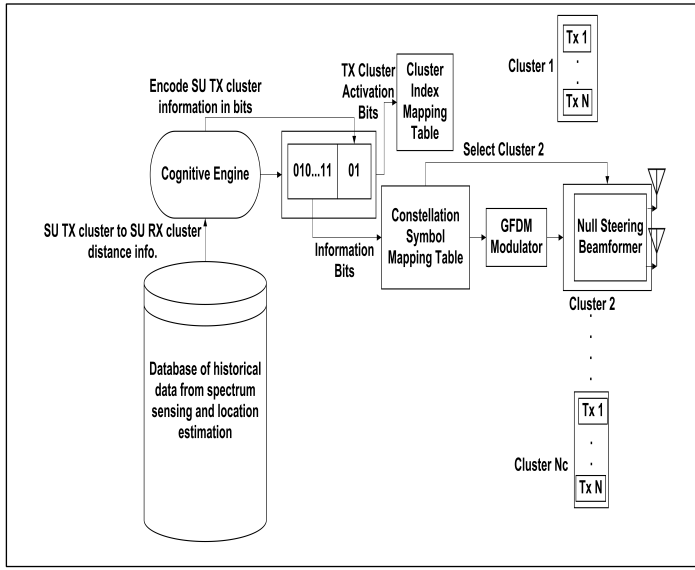 Encode SU TX cluster
information in bits
TX Cluster
Activation
Bits
Cluster
Index
Mapping
Table
Cluster 1
Tx 1
.
.
Tx N
Cognitive Engine
010...11
01
Select Cluster 2
SU TX cluster to SU RX cluster
distance info.
Information
Bits
Constellation
Symbol
Mapping Table
GFDM
Modulator
Null Steering
Beamformer
Cluster 2
.
.
.
.
Database of historical
data from spectrum
sensing and location
estimation
Cluster Nc
Tx 1
.
.
Tx N